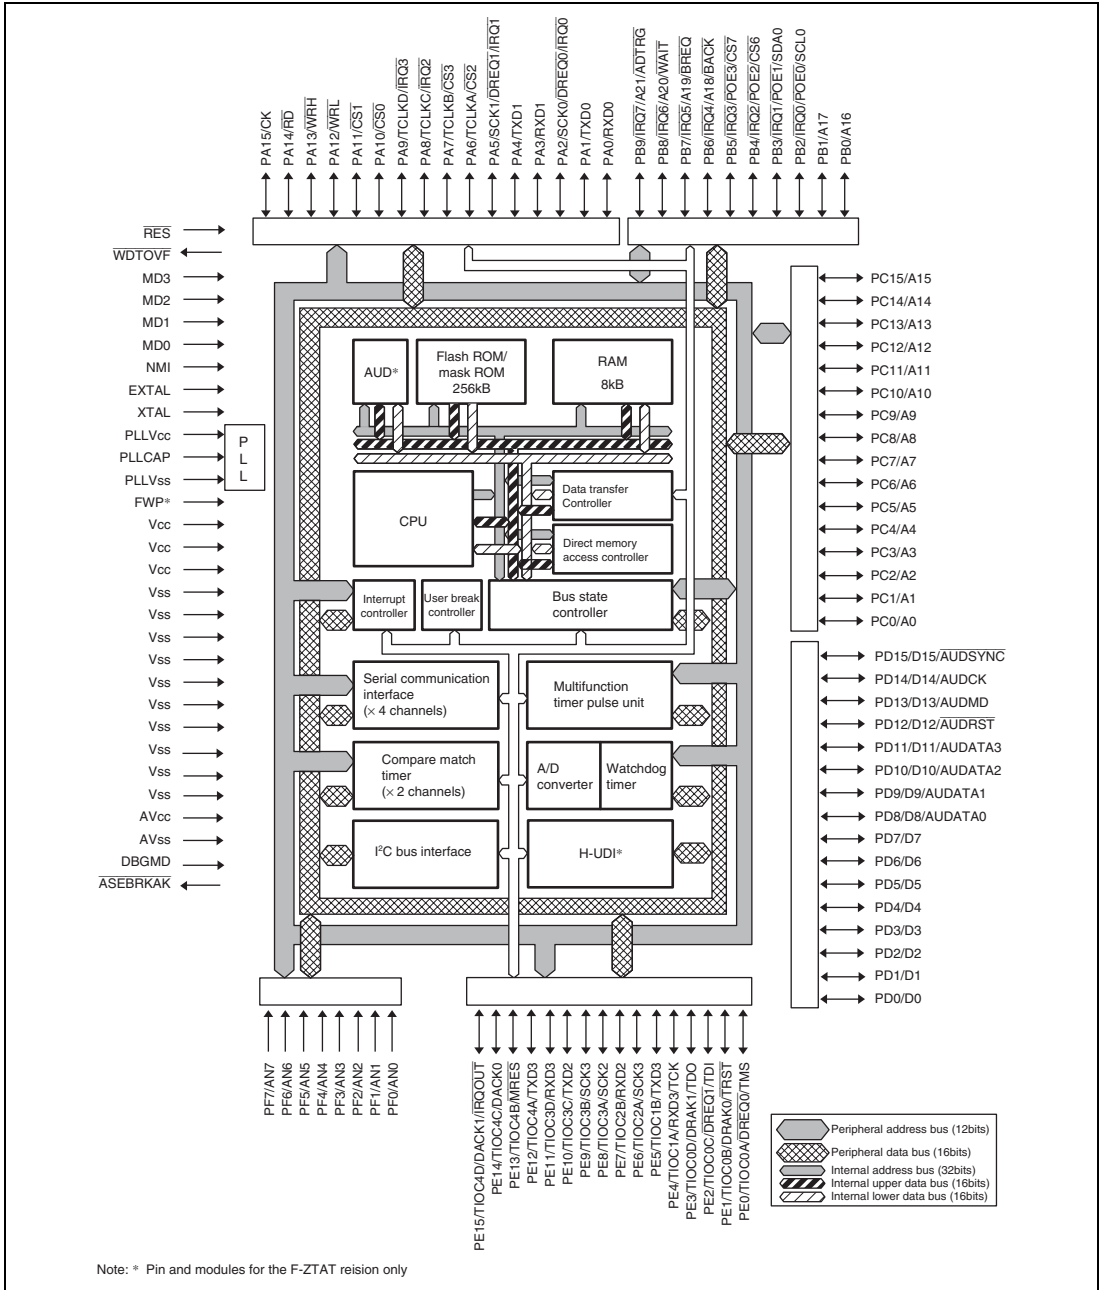 PA15/CK
PA14/RD
PA13/WRH
PA12/WRL
PA11/CS1
PA10/CS0
PA9/TCLKD/IRQ3
PA8/TCLKC/IRQ2
PA7/TCLKB/CS3
PA6/TCLKA/CS2
PA5/SCK1/DREQ1/IRQ1
PA4/TXD1
PA3/RXD1
PA2/SCK0/DREQ0/IRQ0
PA1/TXD0
PA0/RXD0
PB9/IRQ7/A21/ADTRG
PB8/IRQ6/A20/WAIT
PB7/IRQ5/A19/BREQ
PB6/IRQ4/A18/BACK
PB5/IRQ3/POE3/CS7
PB4/IRQ2/POE2/CS6
PB3/IRQ1/POE1/SDA0
PB2/IRQ0/POE0/SCL0
PB1/A17
PB0/A16
RES
WDTOVF
MD3
MD2
MD1
MD0
NMI
EXTAL
XTAL
PLLVcc
PLLCAP
PLLVss
FWP*
Vcc
Vcc
Vcc
Vss
Vss
Vss
Vss
Vss
Vss
Vss
Vss
Vss
Vss
AVcc
AVss
DBGMD
ASEBRKAK
P
L
L
AUD*
Flash ROM/
mask ROM
256kB
RAM
8kB
CPU
Data transfer
Controller
Direct memory
access controller
Interrupt
controller
User break
controller
Bus state
controller
Serial communication
interface
(× 4 channels)
Multifunction
timer pulse unit
Compare match
timer
(× 2 channels)
A/D
converter
Watchdog
timer
I²C bus interface
H-UDI*
PC15/A15
PC14/A14
PC13/A13
PC12/A12
PC11/A11
PC10/A10
PC9/A9
PC8/A8
PC7/A7
PC6/A6
PC5/A5
PC4/A4
PC3/A3
PC2/A2
PC1/A1
PC0/A0
PD15/D15/AUDSYNC
PD14/D14/AUDCK
PD13/D13/AUDMD
PD12/D12/AUDRST
PD11/D11/AUDATA3
PD10/D10/AUDATA2
PD9/D9/AUDATA1
PD8/D8/AUDATA0
PD7/D7
PD6/D6
PD5/D5
PD4/D4
PD3/D3
PD2/D2
PD1/D1
PD0/D0
PF7/AN7
PF6/AN6
PF5/AN5
PF4/AN4
PF3/AN3
PF2/AN2
PF1/AN1
PF0/AN0
PE15/TIOC4D/DACK1/IRQOUT
PE14/TIOC4C/DACK0
PE13/TIOC4B/MRES
PE12/TIOC4A/TXD3
PE11/TIOC3D/RXD3
PE10/TIOC3C/TXD2
PE9/TIOC3B/SCK3
PE8/TIOC3A/SCK2
PE7/TIOC2B/RXD2
PE6/TIOC2A/SCK3
PE5/TIOC1B/TXD3
PE4/TIOC1A/RXD3/TCK
PE3/TIOC0D/DRAK1/TDO
PE2/TIOC0C/DREQ1/TDI
PE1/TIOC0B/DRAK0/TRST
PE0/TIOC0A/DREQ0/TMS
Peripheral address bus (12bits)
Peripheral data bus (16bits)
Internal address bus (32bits)
Internal upper data bus (16bits)
Internal lower data bus (16bits)
Note: * Pin and modules for the F-ZTAT reision only